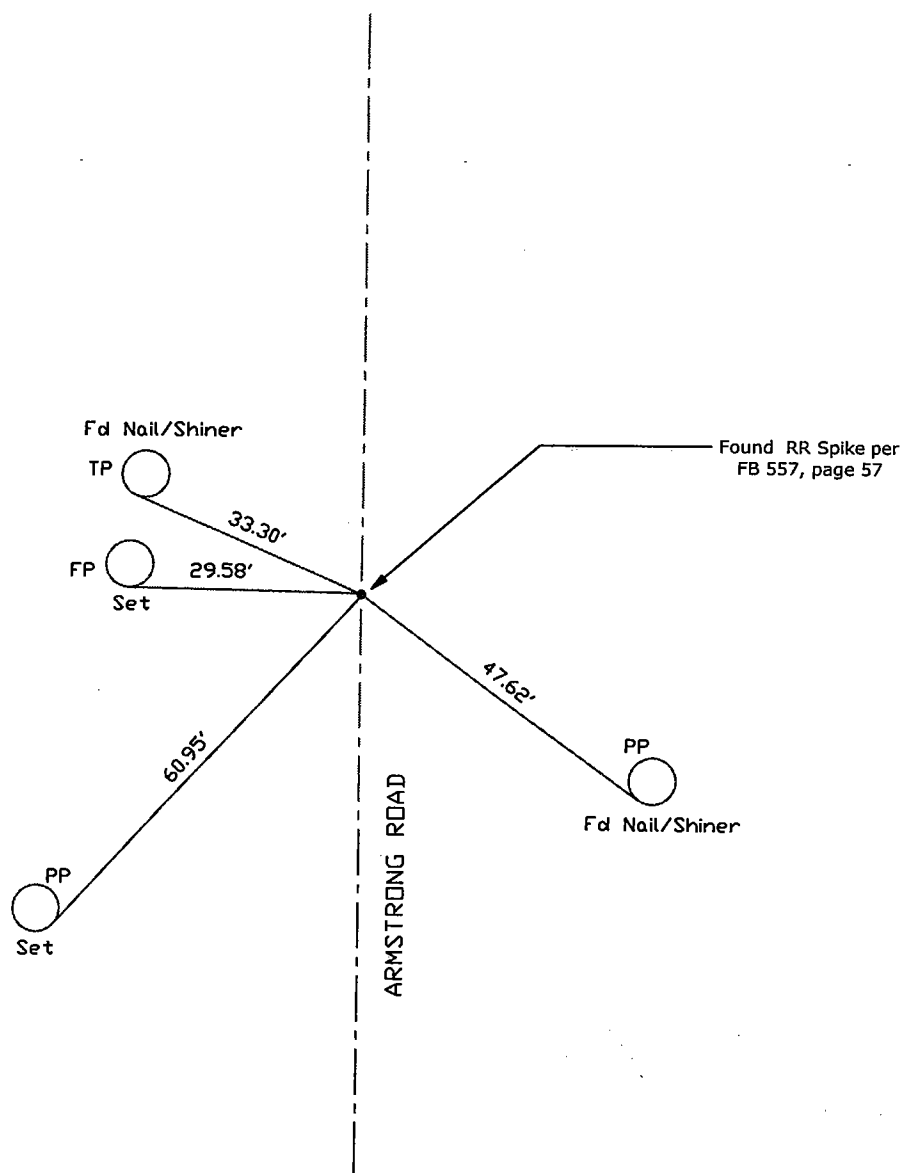 Fd Nail/Shiner
TP
33.30'
Found RR Spike per
FB 557, page 57
FP
29.58'
Set
47.62'
60.95'
PP
Fd Nail/Shiner
ARMSTRONG ROAD
PP
Set